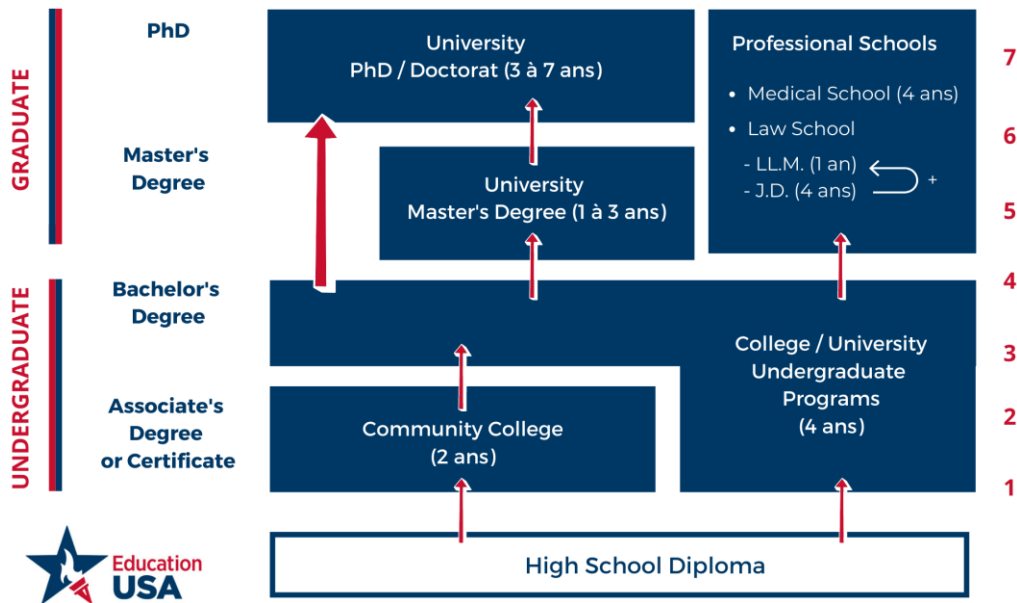 GRADUATE
PhD
Master's
Degree
University
PhD / Doctorat (3 à 7 ans)
University
Master's Degree (1 à 3 ans)
Professional Schools
• Medical School (4 ans)
• Law School
- LL.M. (1 an)
- J.D. (4 ans)
+
7
6
5
UNDERGRADUATE
Bachelor's
Degree
Associate's
Degree
or Certificate
Community College
(2 ans)
College / University
Undergraduate
Programs
(4 ans)
4
3
2
1
High School Diploma
Education
USA